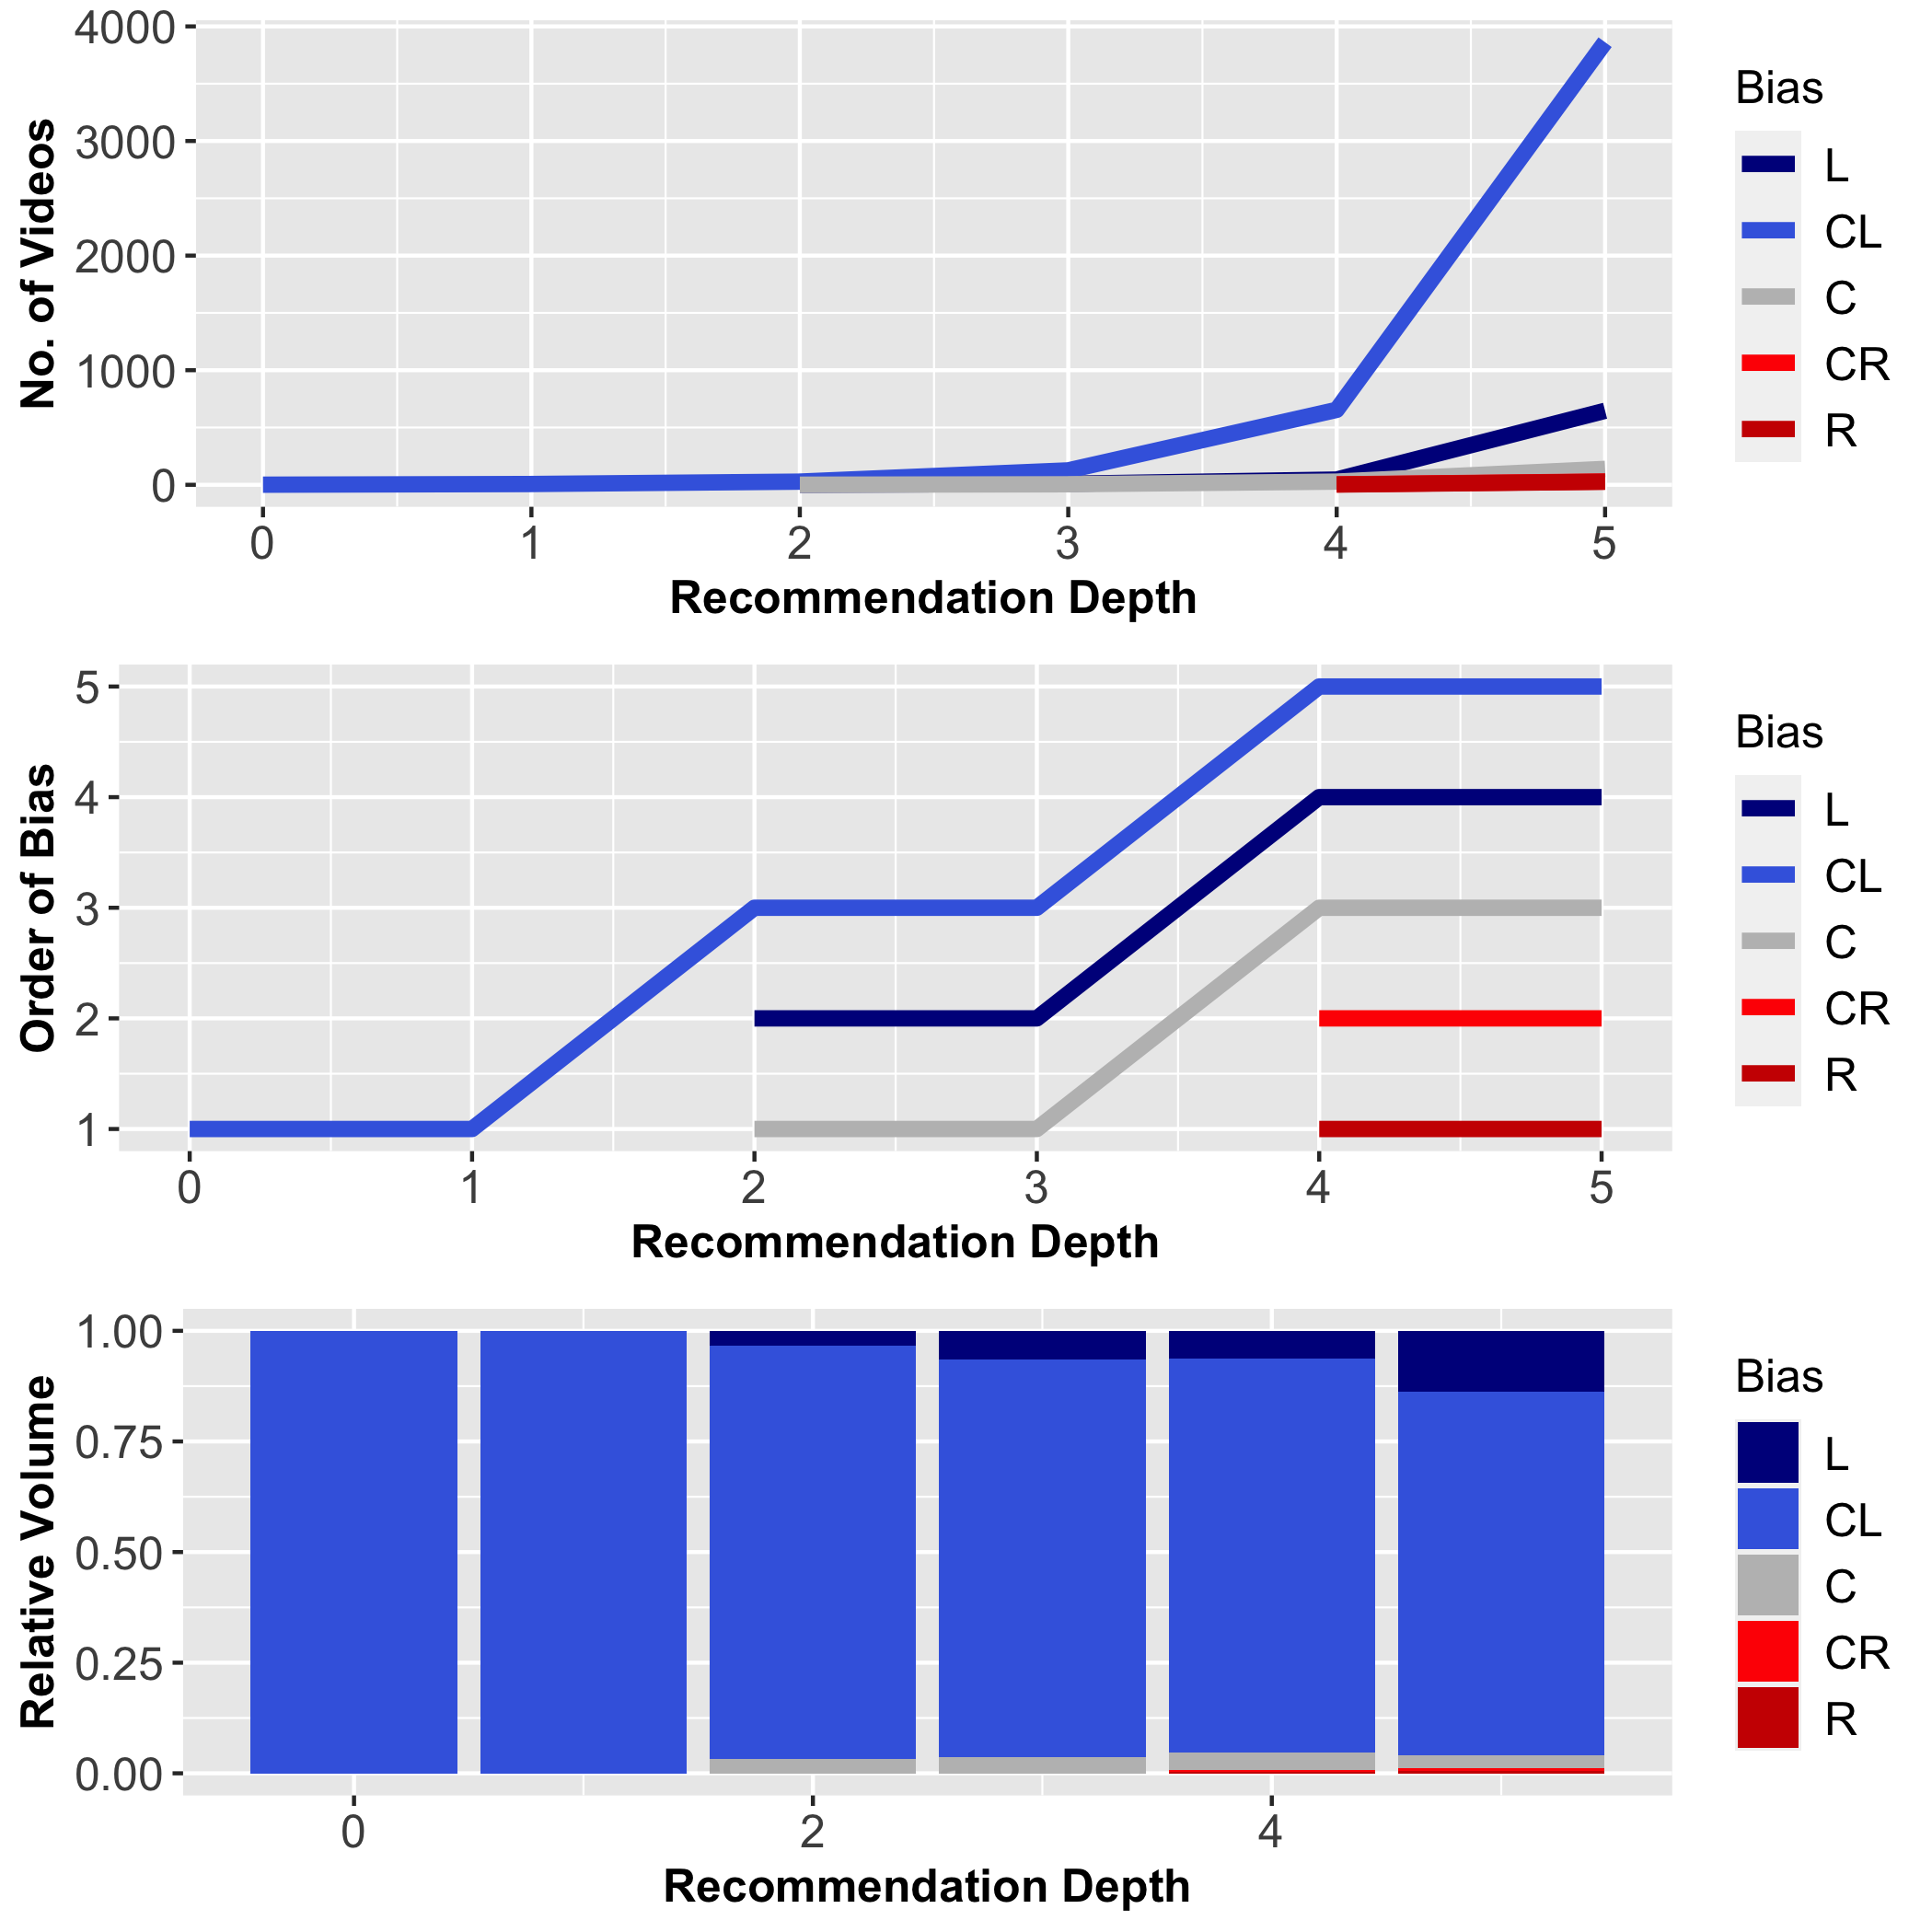 4000
3000
2000
1000
0
No. of Videos
0 1 2 3 4 5
Recommendation Depth
Bias
L
CL
C
CR
R
5
4
3
2
1
Order of Bias
0 1 2 3 4 5
Recommendation Depth
Bias
L
CL
C
CR
R
1.00
0.75
0.50
0.25
0.00
Relative Volume
0 2 4
Recommendation Depth
Bias
L
CL
C
CR
R